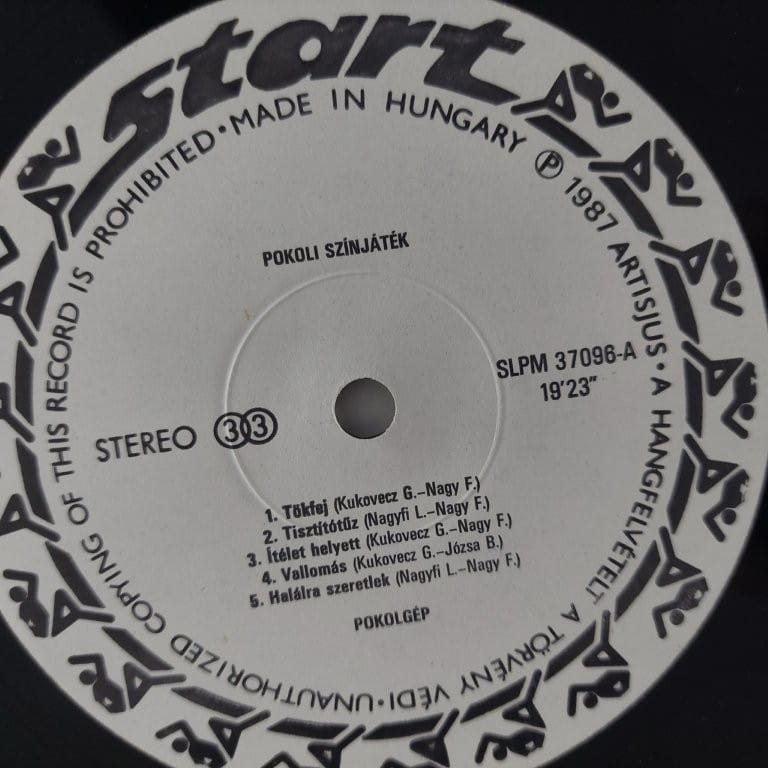 Start
UNAUTHORIZED COPYING OF THIS RECORD IS PROHIBITED • MADE IN HUNGARY Ⓟ 1987 ARTISJUS • A HANGFELVÉTELT A TÖRVÉNY VÉDI •
POKOLI SZÍNJÁTÉK
SLPM 37096-A
19'23"
STEREO 33
1. Tökfej (Kukovecz G.–Nagy F.)
2. Tisztítótűz (Nagyfi L.–Nagy F.)
3. Ítélet helyett (Kukovecz G.–Nagy F.)
4. Vallomás (Kukovecz G.–Józsa B.)
5. Halálra szeretlek (Nagyfi L.–Nagy F.)
POKOLGÉP